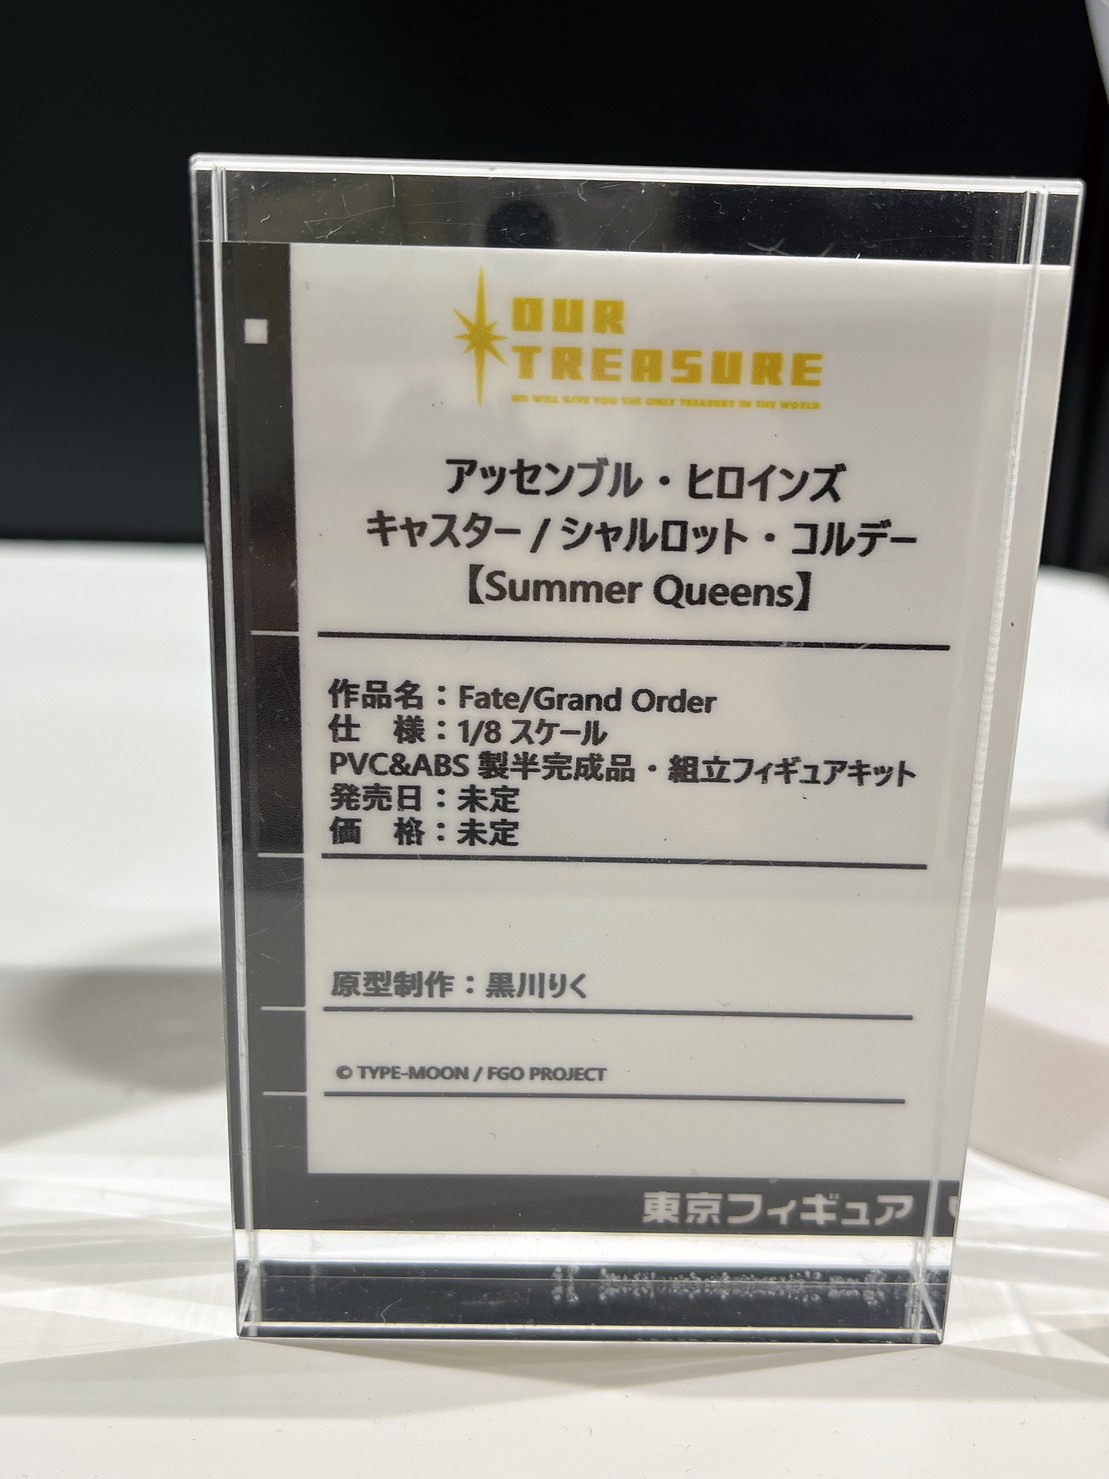 OUR
TREASURE
WE WILL GIVE YOU THE ONLY TREASURE IN THE WORLD
アッセンブル・ヒロインズ
キャスター / シャルロット・コルデー
【Summer Queens】
作品名：Fate/Grand Order
仕　様：1/8 スケール
PVC&ABS 製半完成品・組立フィギュアキット
発売日：未定
価　格：未定
原型制作：黒川りく
© TYPE-MOON / FGO PROJECT
東京フィギュア